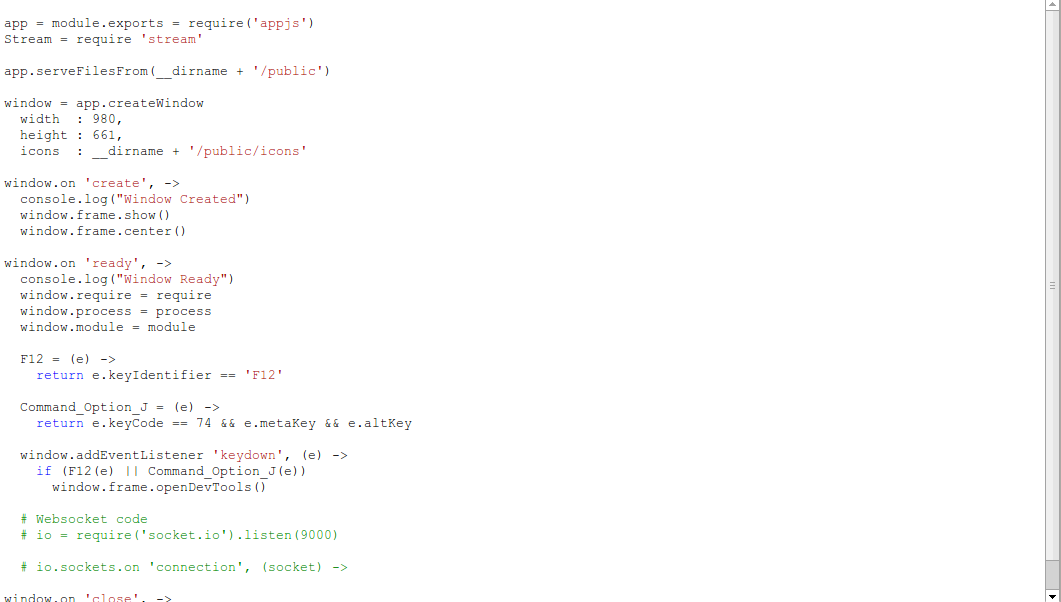 app = module.exports = require('appjs')
Stream = require 'stream'

app.serveFilesFrom(__dirname + '/public')

window = app.createWindow
  width  : 980,
  height : 661,
  icons  : __dirname + '/public/icons'

window.on 'create', ->
  console.log("Window Created")
  window.frame.show()
  window.frame.center()

window.on 'ready', ->
  console.log("Window Ready")
  window.require = require
  window.process = process
  window.module = module

  F12 = (e) ->
    return e.keyIdentifier == 'F12'

  Command_Option_J = (e) ->
    return e.keyCode == 74 && e.metaKey && e.altKey

  window.addEventListener 'keydown', (e) ->
    if (F12(e) || Command_Option_J(e))
      window.frame.openDevTools()

  # Websocket code
  # io = require('socket.io').listen(9000)

  # io.sockets.on 'connection', (socket) ->

window.on 'close', ->